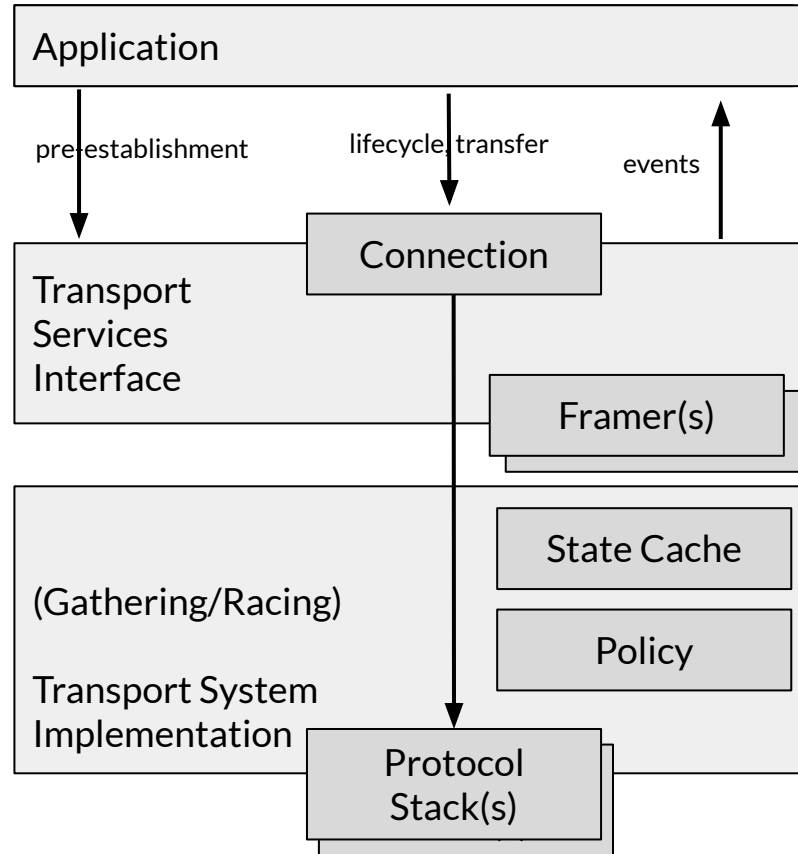 Application
pre-establishment
lifecycle, transfer
events
Connection
Transport
Services
Interface
Framer(s)
State Cache
(Gathering/Racing)
Policy
Transport System
Implementation
Protocol
Stack(s)